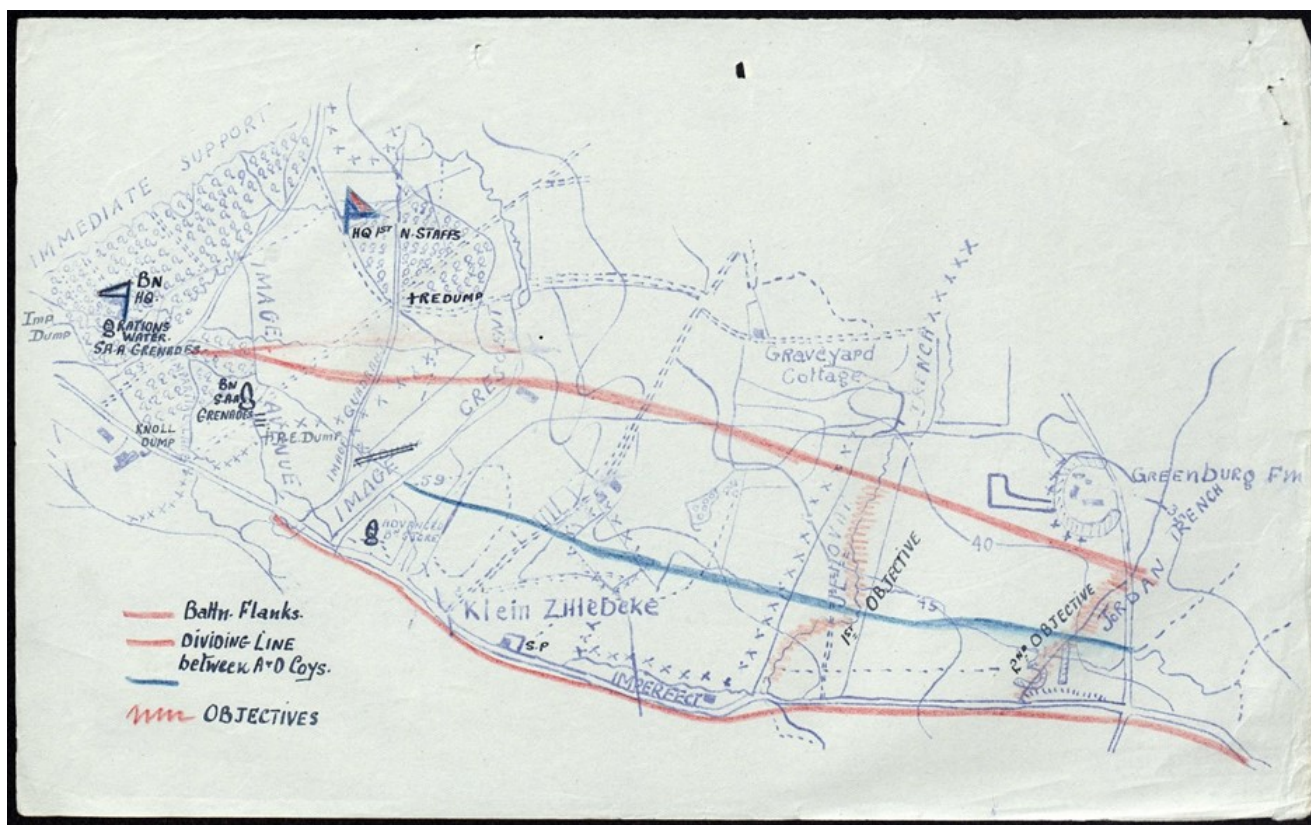 IMMEDIATE SUPPORT
HQ 1ST N. STAFFS
BN
HQ.
IMAGE
R E DUMP
Imp.
Dump
RATIONS
WATER.
S.A.A GRENADES
CRESCENT
Graveyard
Cottage
TRENCH
BN
S.A.A
GRENADES
AVENUE
KNOLL
DUMP
R.E. Dump
IMAGE
59
GREENBURG FM
TRENCH
ADVANCED
40
1ST OBJECTIVE
JORDAN
45
2ND OBJECTIVE
Klein Zillebeke
S.P
IMPERFECT
Battn. Flanks.
DIVIDING LINE
between A & D Coys.
OBJECTIVES